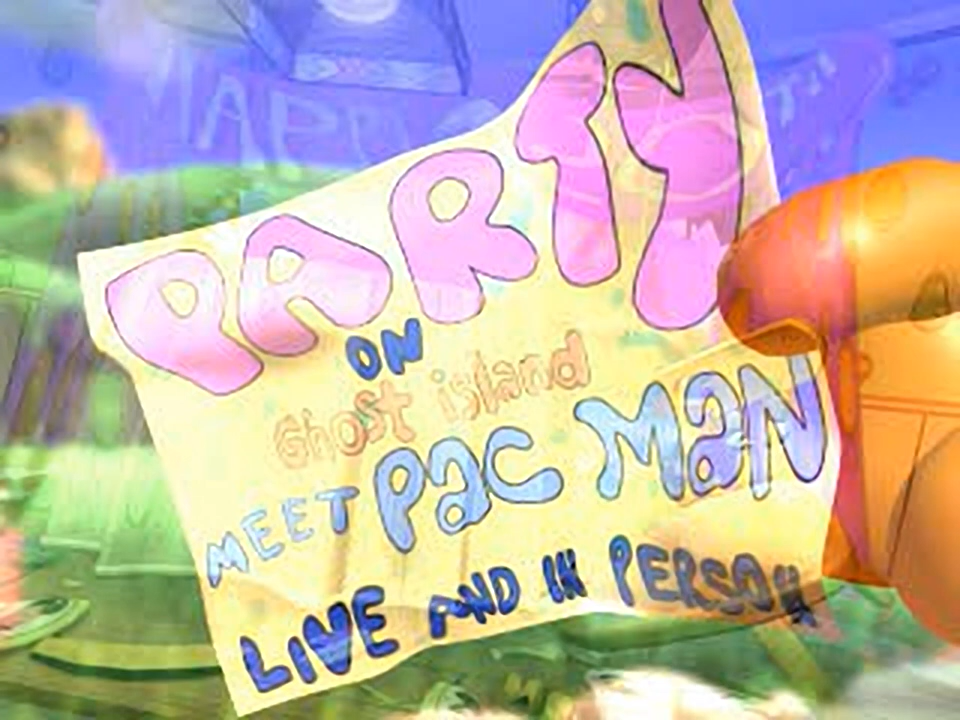 PARTY
ON
Ghost island
MEET PAC MAN
LIVE AND IN PERSON